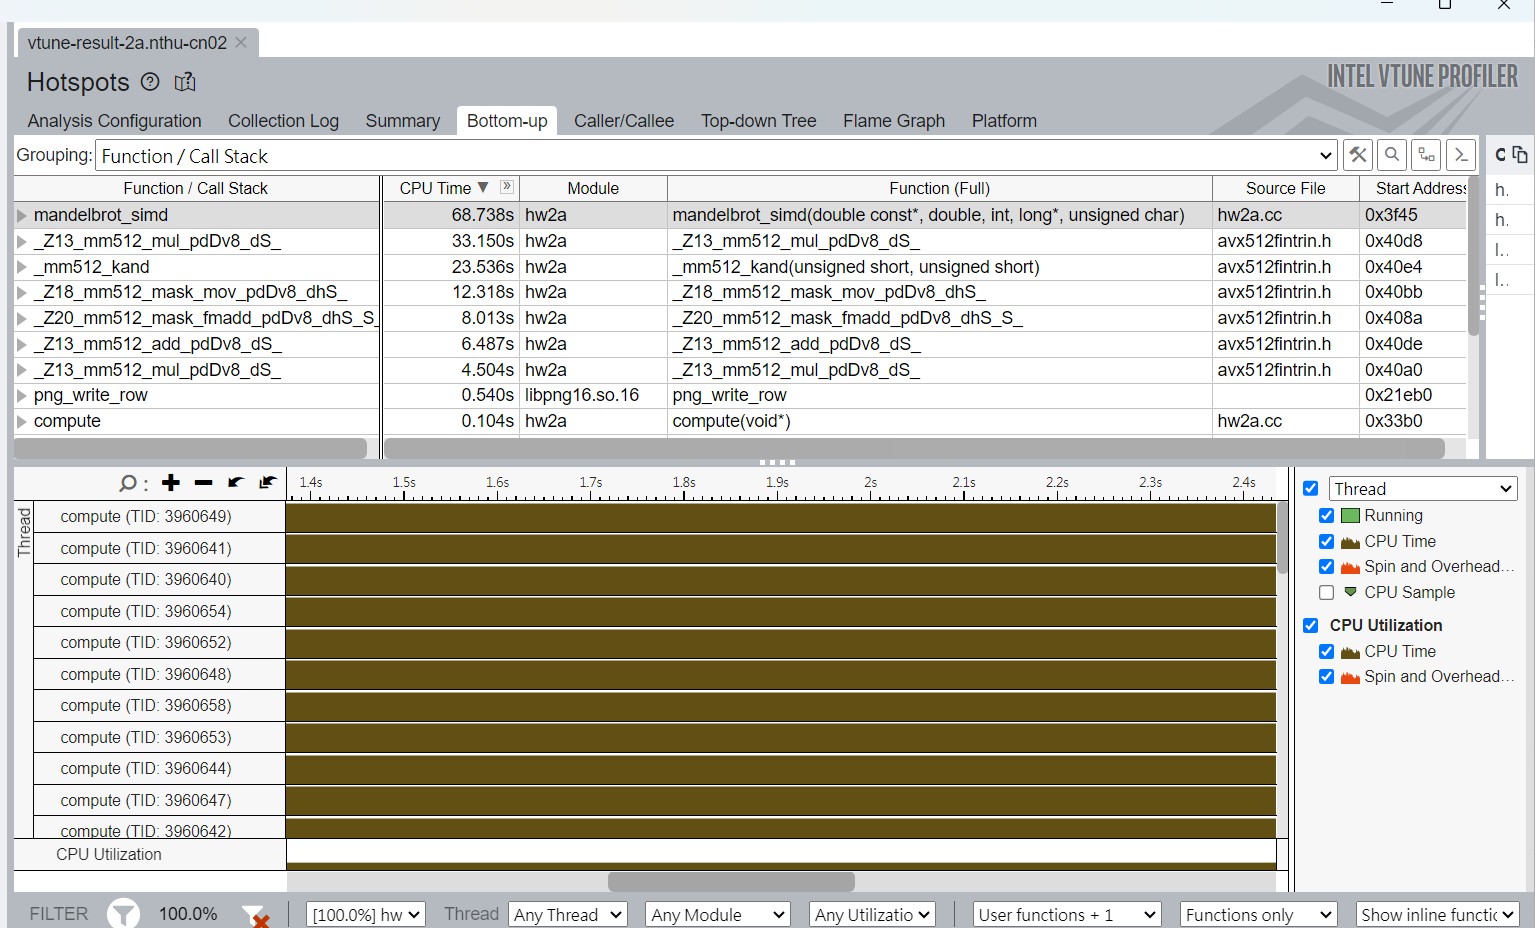 vtune-result-2a.nthu-cn02
Hotspots
INTEL VTUNE PROFILER
Analysis Configuration Collection Log Summary Bottom-up Caller/Callee Top-down Tree Flame Graph Platform
Grouping: Function / Call Stack
Function / Call Stack CPU Time Module Function (Full) Source File Start Address
mandelbrot_simd 68.738s hw2a mandelbrot_simd(double const*, double, int, long*, unsigned char) hw2a.cc 0x3f45
_Z13_mm512_mul_pdDv8_dS_ 33.150s hw2a _Z13_mm512_mul_pdDv8_dS_ avx512fintrin.h 0x40d8
_mm512_kand 23.536s hw2a _mm512_kand(unsigned short, unsigned short) avx512fintrin.h 0x40e4
_Z18_mm512_mask_mov_pdDv8_dhS_ 12.318s hw2a _Z18_mm512_mask_mov_pdDv8_dhS_ avx512fintrin.h 0x40bb
_Z20_mm512_mask_fmadd_pdDv8_dhS_S_ 8.013s hw2a _Z20_mm512_mask_fmadd_pdDv8_dhS_S_ avx512fintrin.h 0x408a
_Z13_mm512_add_pdDv8_dS_ 6.487s hw2a _Z13_mm512_add_pdDv8_dS_ avx512fintrin.h 0x40de
_Z13_mm512_mul_pdDv8_dS_ 4.504s hw2a _Z13_mm512_mul_pdDv8_dS_ avx512fintrin.h 0x40a0
png_write_row 0.540s libpng16.so.16 png_write_row 0x21eb0
compute 0.104s hw2a compute(void*) hw2a.cc 0x33b0
h.
h.
l..
l..
1.4s 1.5s 1.6s 1.7s 1.8s 1.9s 2s 2.1s 2.2s 2.3s 2.4s
Thread
compute (TID: 3960649)
compute (TID: 3960641)
compute (TID: 3960640)
compute (TID: 3960654)
compute (TID: 3960652)
compute (TID: 3960648)
compute (TID: 3960658)
compute (TID: 3960653)
compute (TID: 3960644)
compute (TID: 3960647)
compute (TID: 3960642)
CPU Utilization
Thread
Running
CPU Time
Spin and Overhead...
CPU Sample
CPU Utilization
CPU Time
Spin and Overhead...
FILTER 100.0% [100.0%] hw Thread Any Thread Any Module Any Utilizatio User functions + 1 Functions only Show inline functic